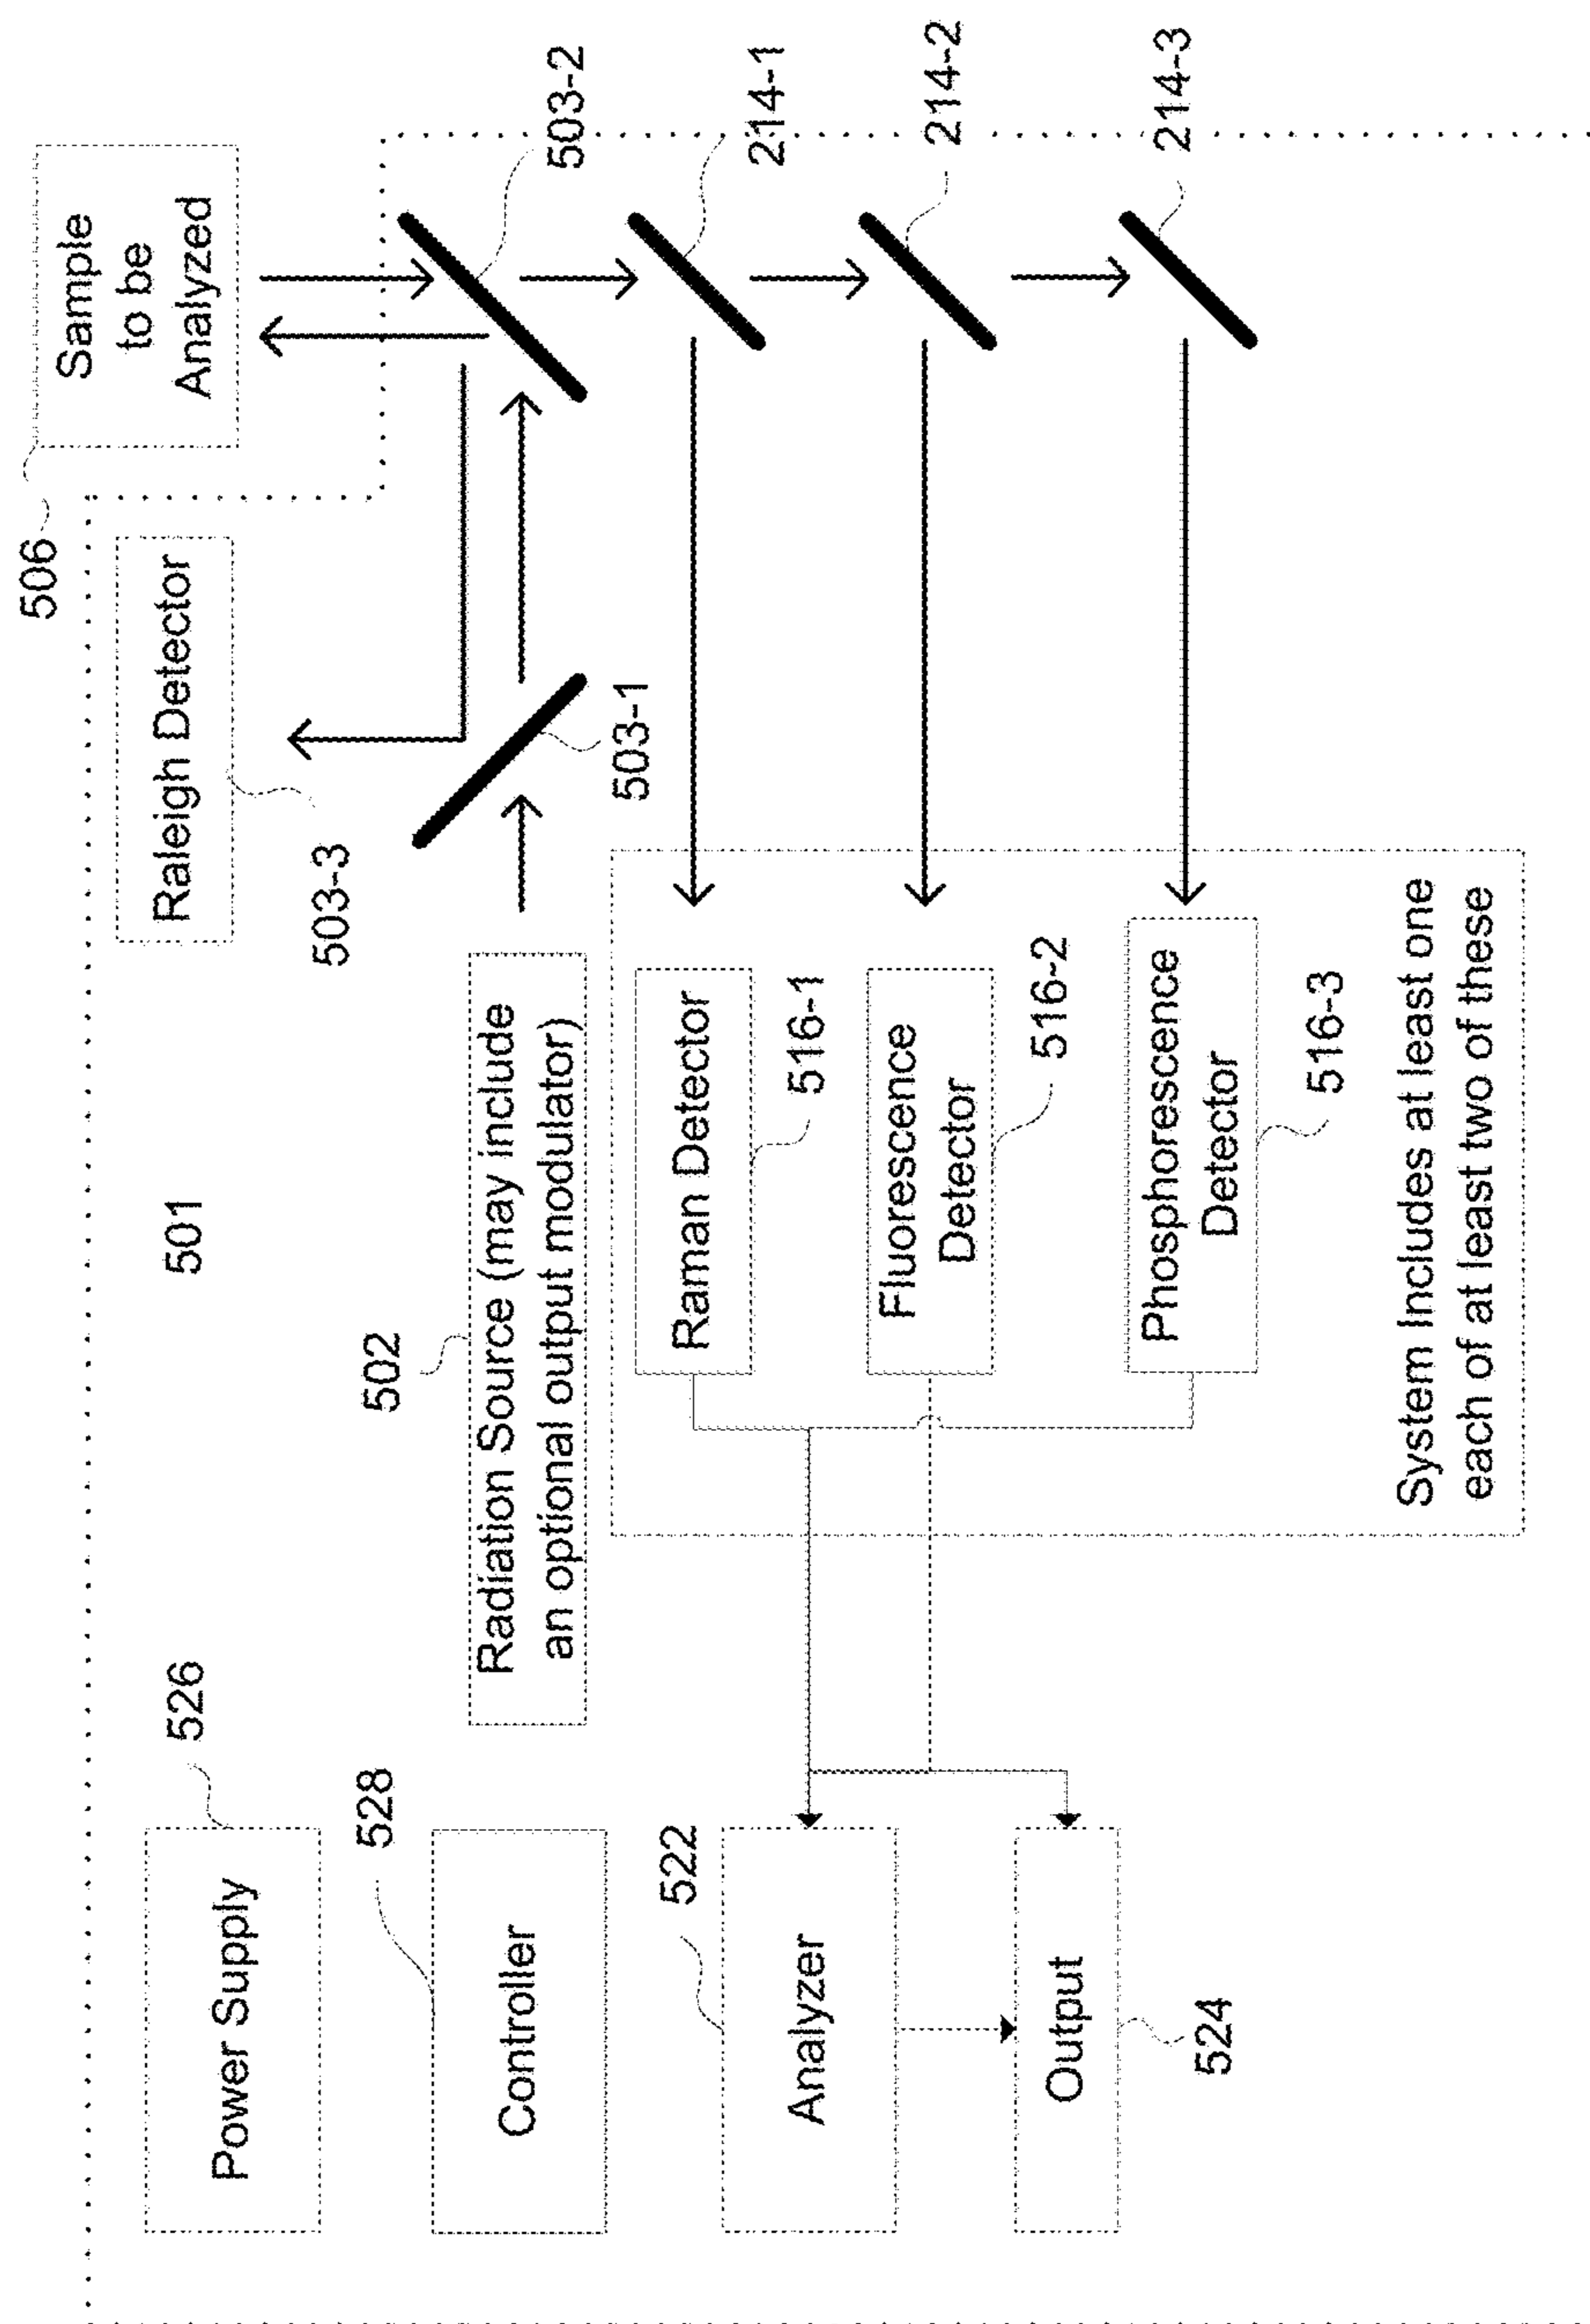 506
Sample
to be
Analyzed
Raleigh Detector
503-3
503-2
503-1
214-1
214-2
214-3
501
526
Power Supply
528
Controller
502
Radiation Source (may include
an optional output modulator)
522
Analyzer
Output
524
Raman Detector
516-1
Fluorescence
Detector
516-2
Phosphorescence
Detector
516-3
System Includes at least one
each of at least two of these